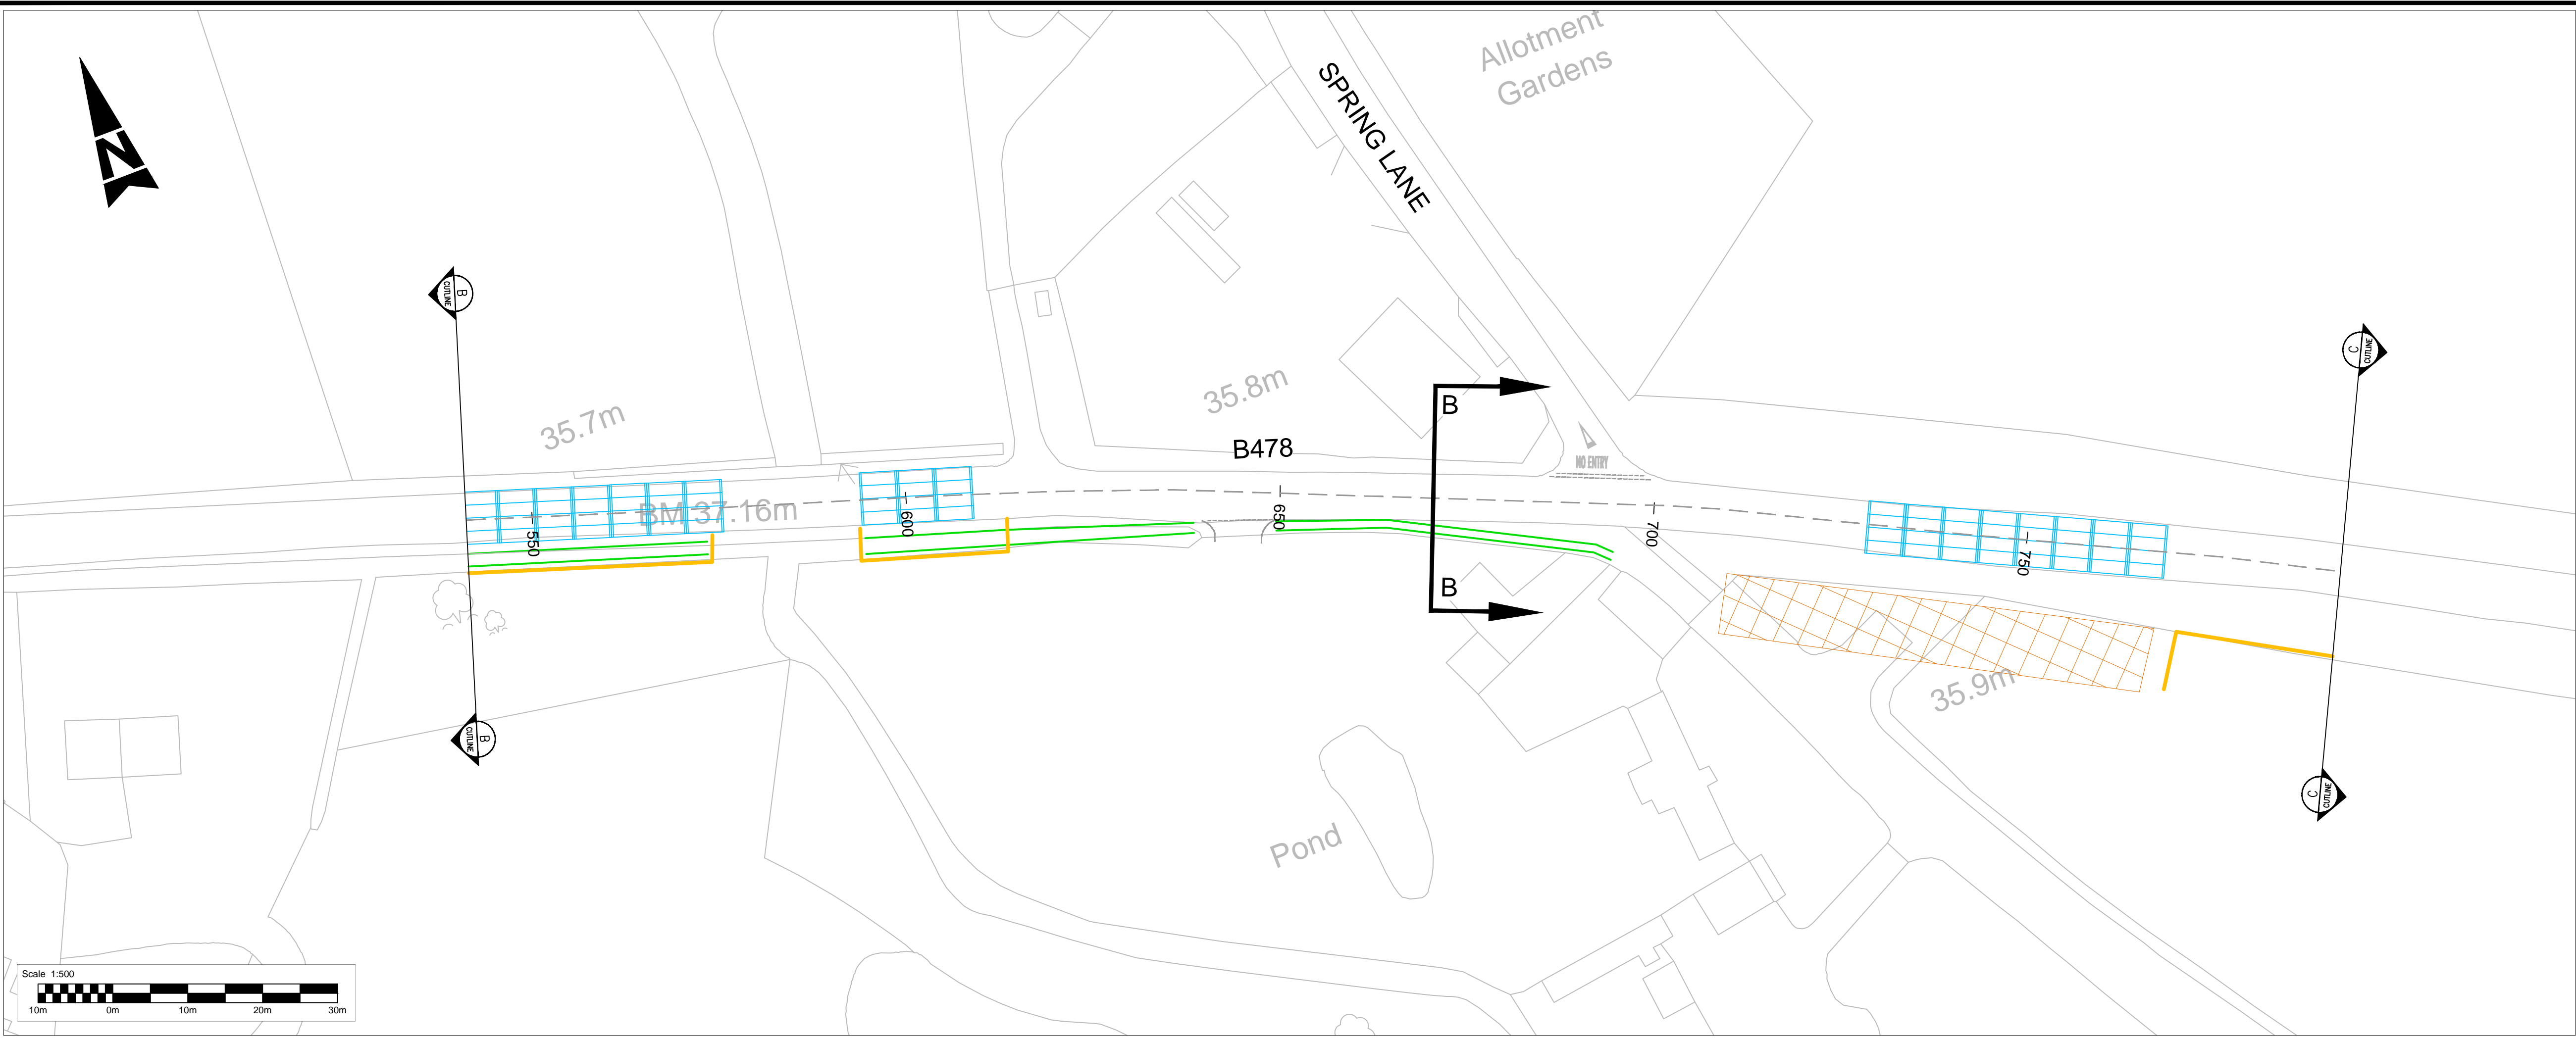 Allotment
Gardens
SPRING LANE
N
B
CUTLINE
C
CUTLINE
35.7m
35.8m
B478
B
NO ENTRY
BM 37.16m
550
600
650
700
750
B
35.9m
B
CUTLINE
C
CUTLINE
Pond
Scale 1:500
10m 0m 10m 20m 30m